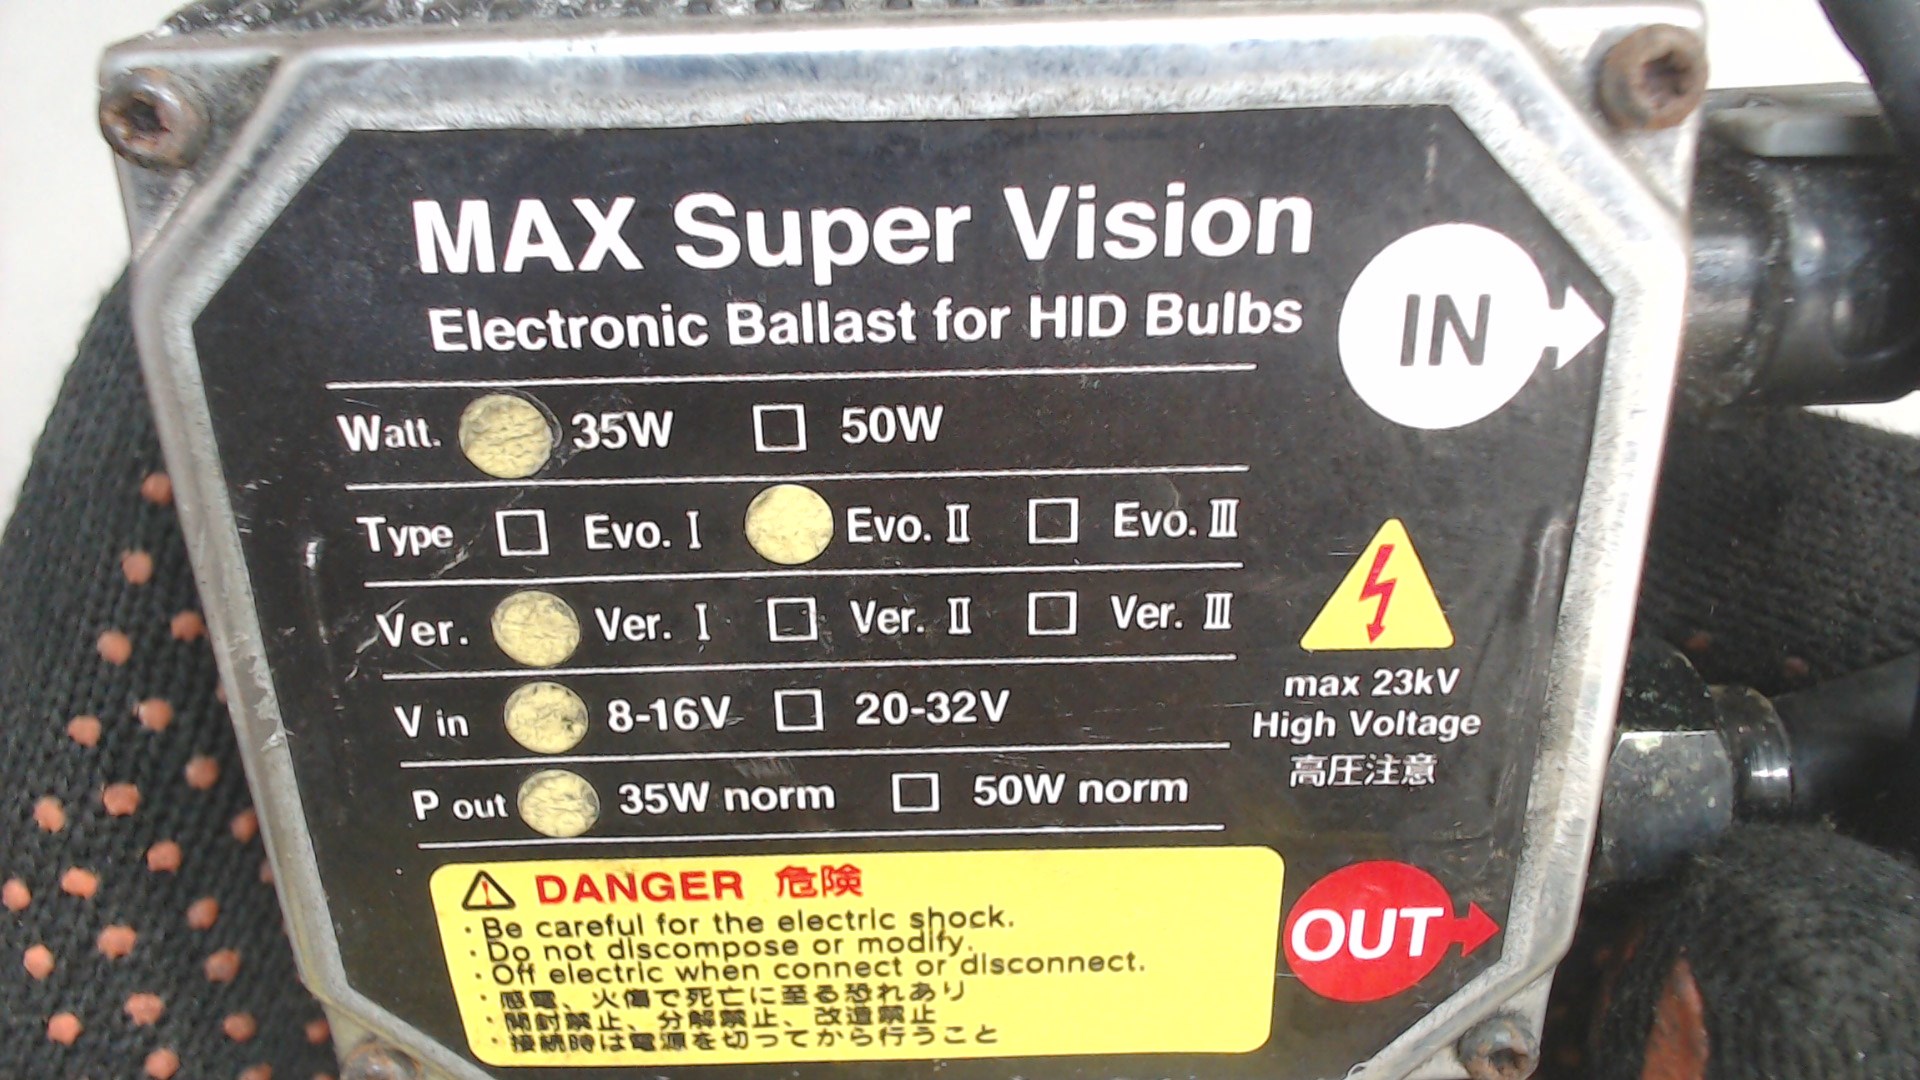 MAX Super Vision
Electronic Ballast for HID Bulbs
IN
Watt. 35W 50W
Type Evo. Ⅰ Evo. Ⅱ Evo. Ⅲ
Ver. Ver. Ⅰ Ver. Ⅱ Ver. Ⅲ
V in 8-16V 20-32V
P out 35W norm 50W norm
max 23kV
High Voltage
高圧注意
DANGER 危険
・Be careful for the electric shock.
・Do not discompose or modify.
・Off electric when connect or disconnect.
・感電、火傷で死亡に至る恐れあり
・開封禁止、分解禁止、改造禁止
・接続時は電源を切ってから行うこと
OUT